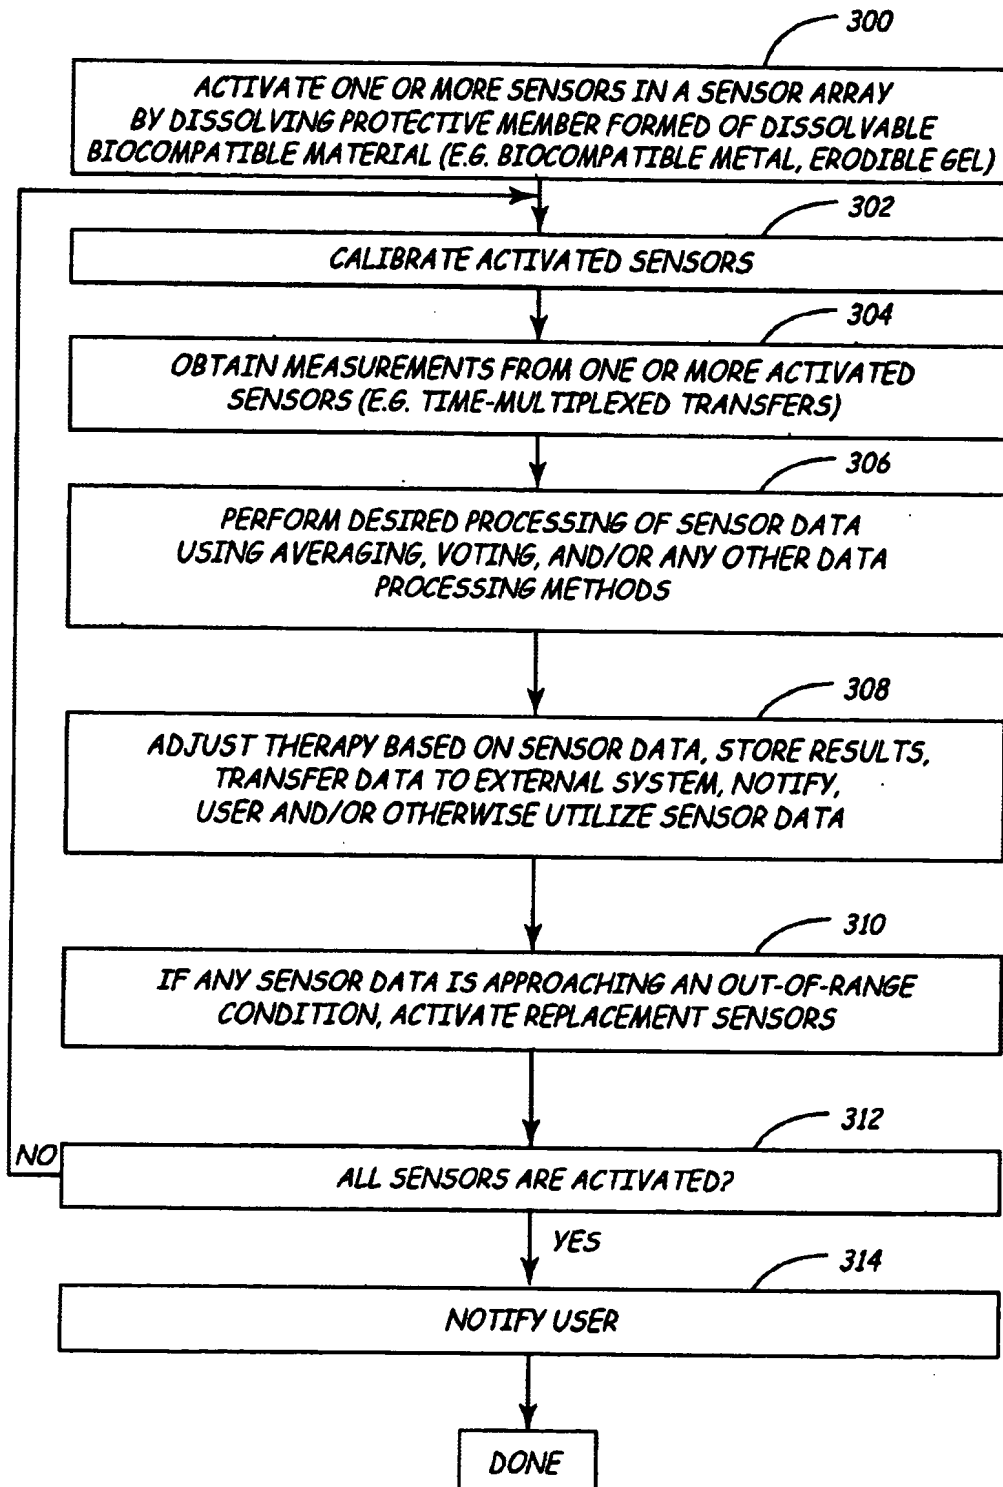 300
ACTIVATE ONE OR MORE SENSORS IN A SENSOR ARRAY
BY DISSOLVING PROTECTIVE MEMBER FORMED OF DISSOLVABLE
BIOCOMPATIBLE MATERIAL (E.G. BIOCOMPATIBLE METAL, ERODIBLE GEL)
302
CALIBRATE ACTIVATED SENSORS
304
OBTAIN MEASUREMENTS FROM ONE OR MORE ACTIVATED
SENSORS (E.G. TIME-MULTIPLEXED TRANSFERS)
306
PERFORM DESIRED PROCESSING OF SENSOR DATA
USING AVERAGING, VOTING, AND/OR ANY OTHER DATA
PROCESSING METHODS
308
ADJUST THERAPY BASED ON SENSOR DATA, STORE RESULTS,
TRANSFER DATA TO EXTERNAL SYSTEM, NOTIFY,
USER AND/OR OTHERWISE UTILIZE SENSOR DATA
310
IF ANY SENSOR DATA IS APPROACHING AN OUT-OF-RANGE
CONDITION, ACTIVATE REPLACEMENT SENSORS
312
NO
ALL SENSORS ARE ACTIVATED?
YES
314
NOTIFY USER
DONE